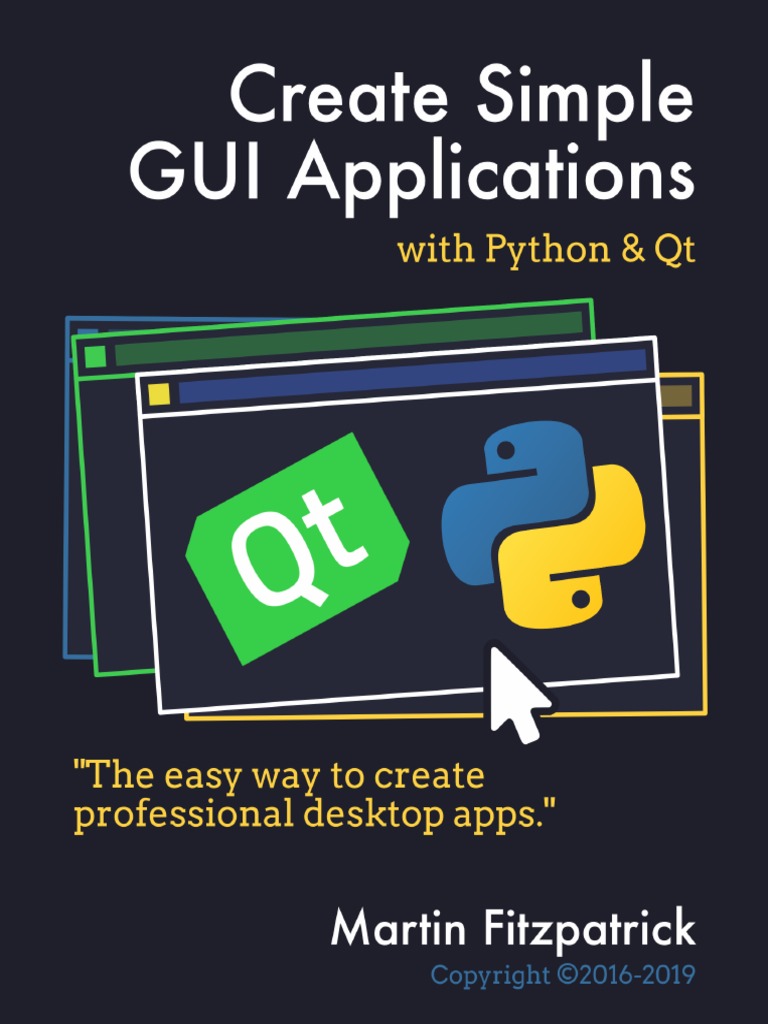 Create Simple
GUI Applications
with Python & Qt
Qt
"The easy way to create
professional desktop apps."
Martin Fitzpatrick
Copyright ©2016-2019